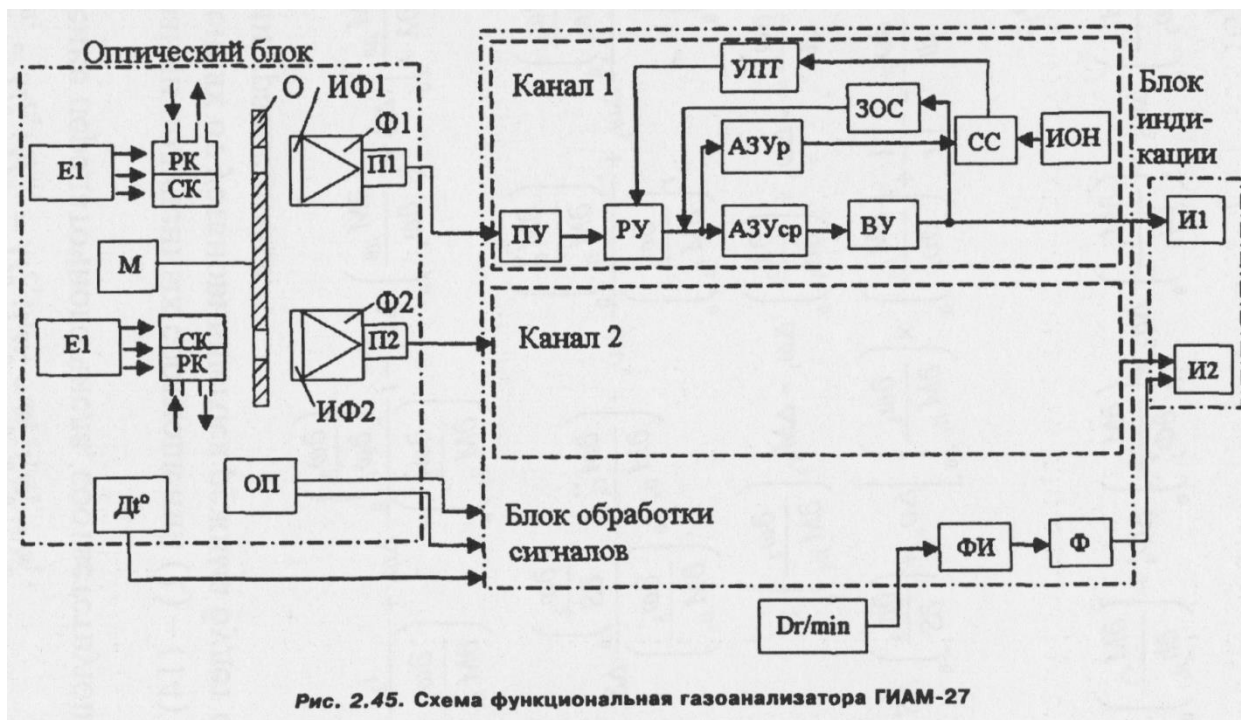 Оптический блок
О
ИФ1
Ф1
Е1
РК
СК
П1
М
Ф2
Е1
СК
РК
П2
ИФ2
Дt°
ОП
Канал 1
УПТ
ЗОС
АЗУр
СС
ИОН
ПУ
РУ
АЗУср
ВУ
Канал 2
Блок обработки
сигналов
ФИ
Ф
Dr/min
Блок
инди-
кации
И1
И2
Рис. 2.45. Схема функциональная газоанализатора ГИАМ-27